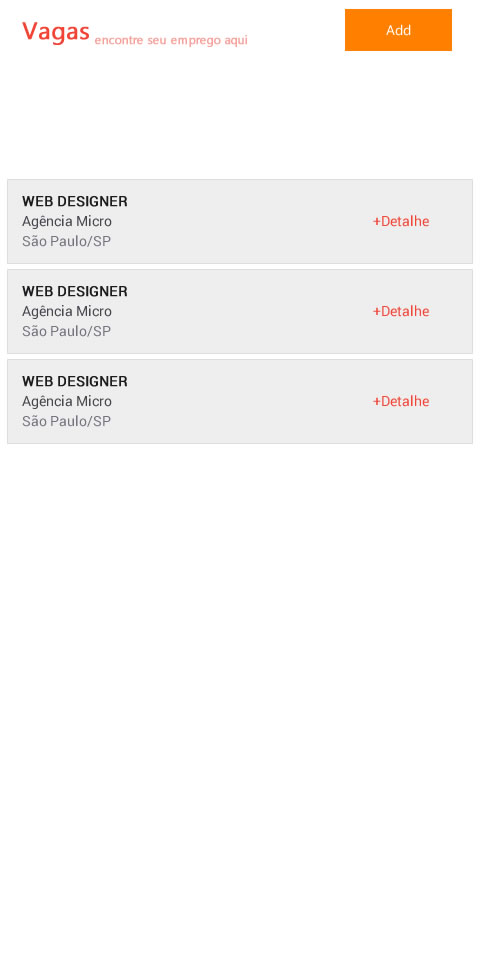 Vagas encontre seu emprego aqui
Add
WEB DESIGNER
Agência Micro
+Detalhe
São Paulo/SP
WEB DESIGNER
Agência Micro
+Detalhe
São Paulo/SP
WEB DESIGNER
Agência Micro
+Detalhe
São Paulo/SP